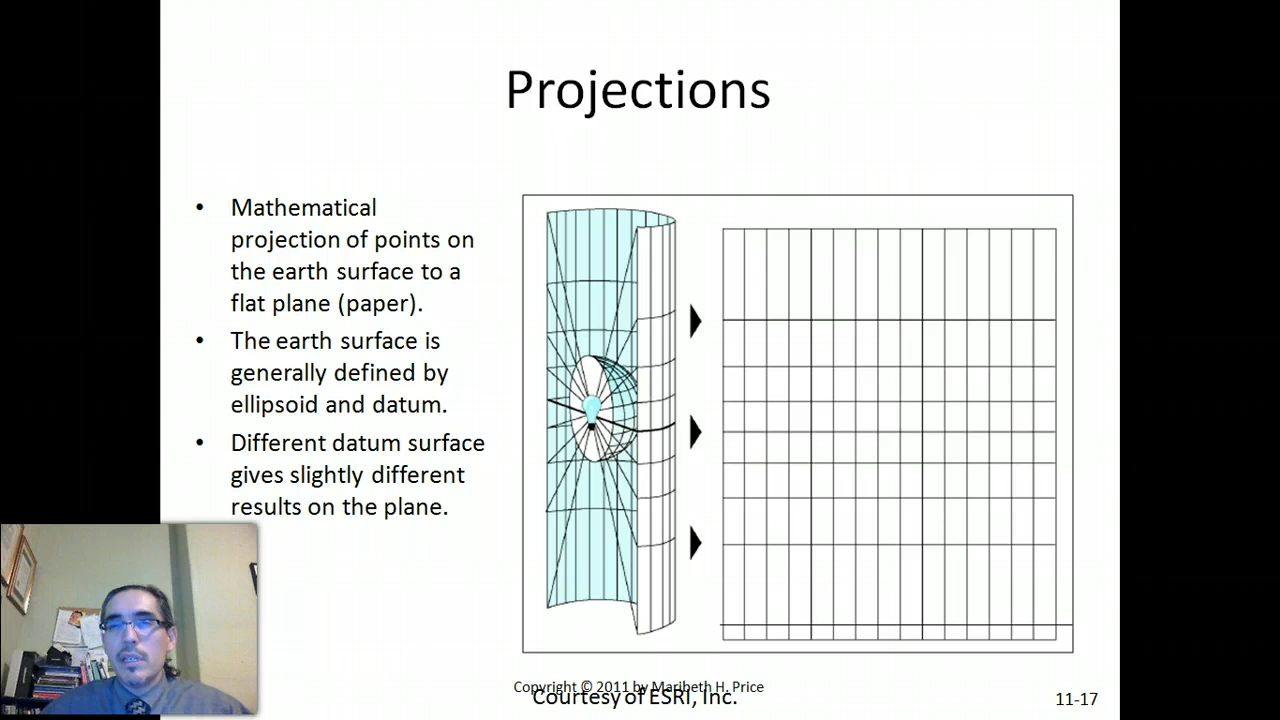 Projections
• Mathematical
projection of points on
the earth surface to a
flat plane (paper).
• The earth surface is
generally defined by
ellipsoid and datum.
• Different datum surface
gives slightly different
results on the plane.
Copyright © 2011 by Maribeth H. Price
Courtesy of ESRI, Inc.
11-17